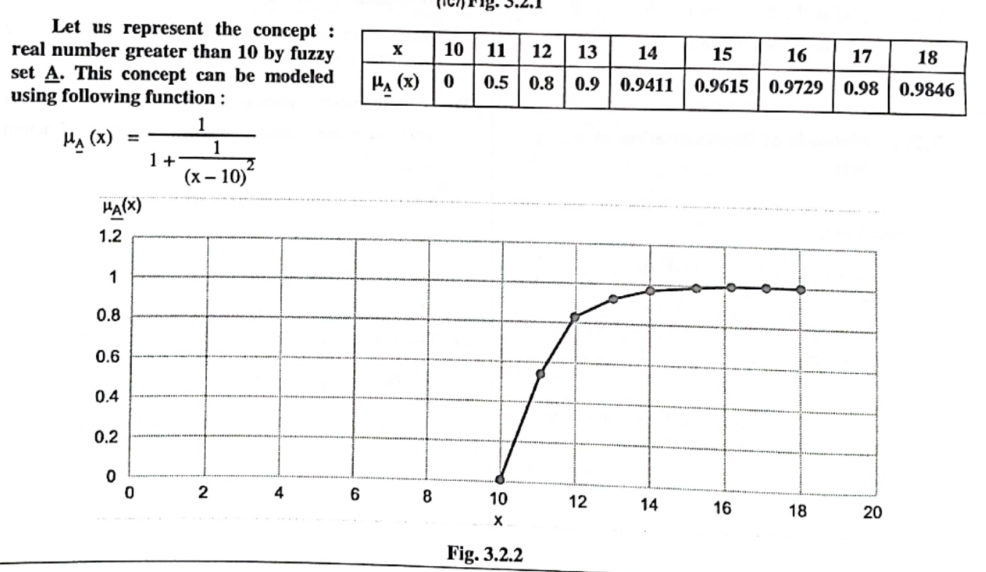 Fig. 3.2.1
Let us represent the concept :
real number greater than 10 by fuzzy
set A. This concept can be modeled
using following function :
x 10 11 12 13 14 15 16 17 18
μA (x) 0 0.5 0.8 0.9 0.9411 0.9615 0.9729 0.98 0.9846
μA (x) = 1 / (1 + 1 / (x – 10)²)
μA(x)
1.2
1
0.8
0.6
0.4
0.2
0
0 2 4 6 8 10 12 14 16 18 20
x
Fig. 3.2.2